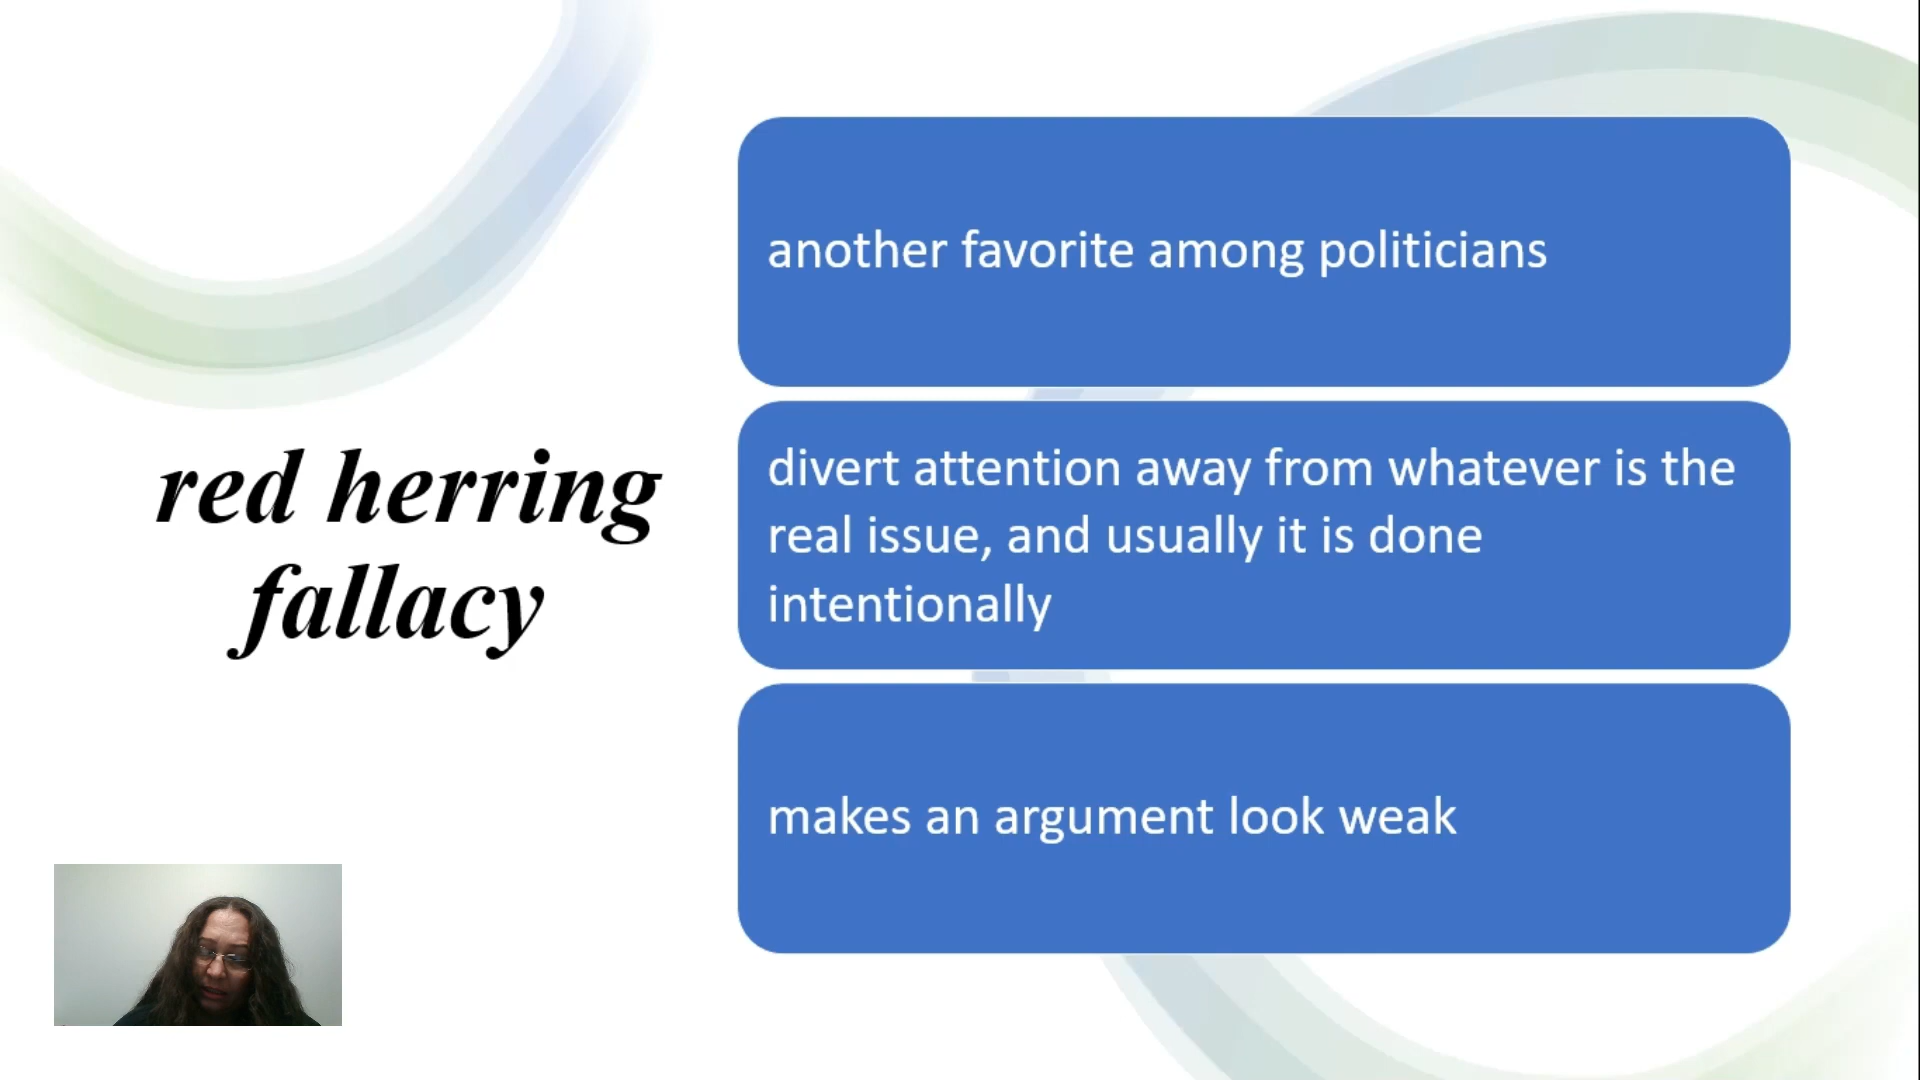 red herring
fallacy
another favorite among politicians
divert attention away from whatever is the
real issue, and usually it is done
intentionally
makes an argument look weak